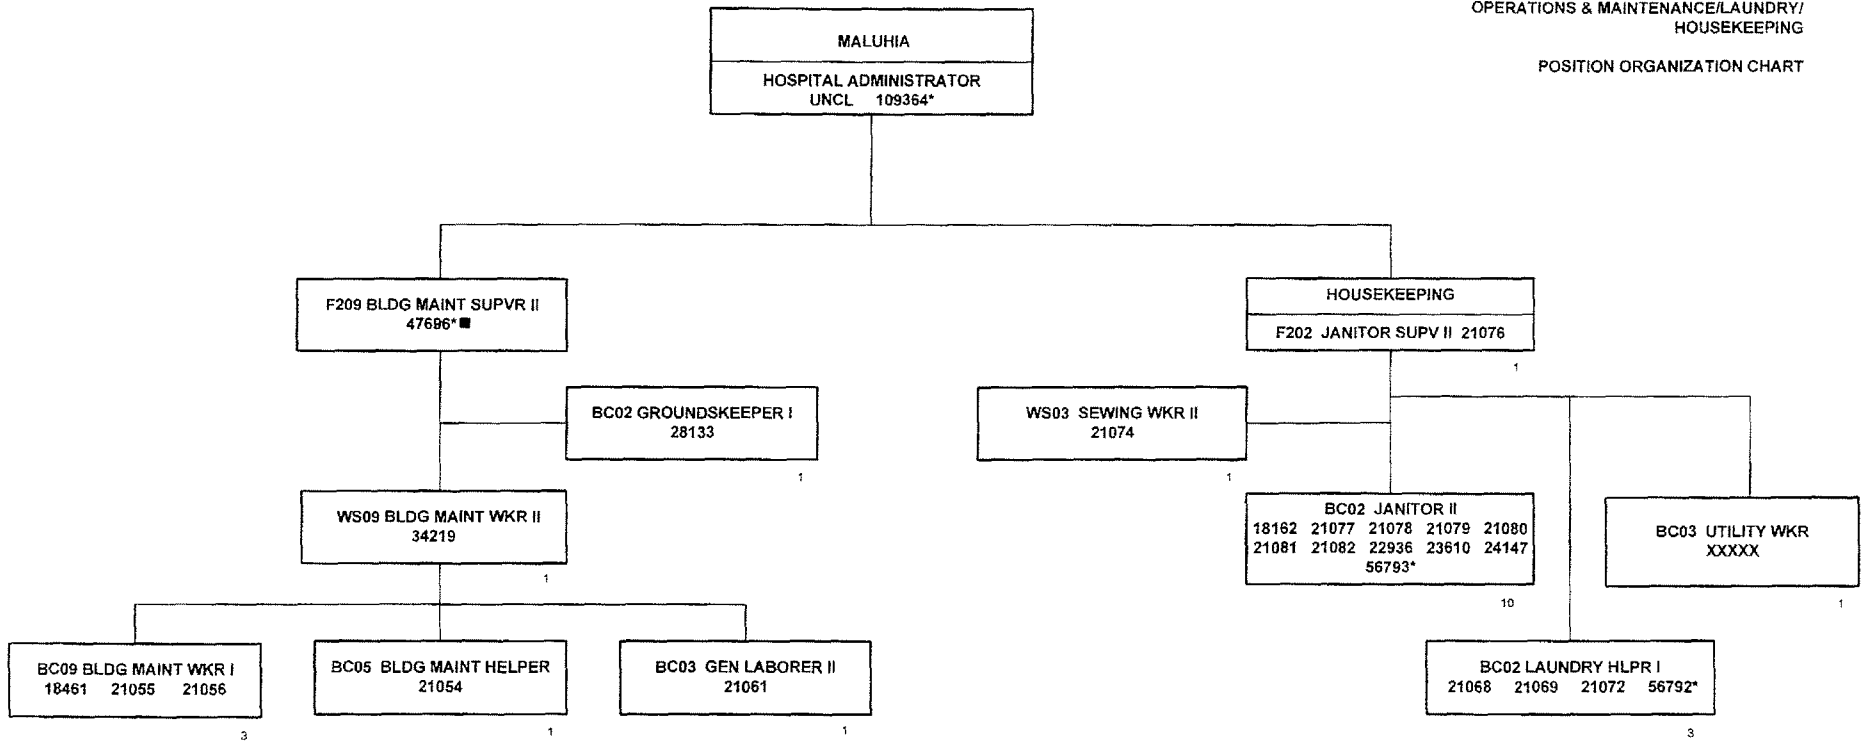 OPERATIONS & MAINTENANCE/LAUNDRY/
HOUSEKEEPING
POSITION ORGANIZATION CHART
MALUHIA
HOSPITAL ADMINISTRATOR
UNCL 109364*
F209 BLDG MAINT SUPVR II
47696*■
HOUSEKEEPING
F202 JANITOR SUPV II 21076
1
BC02 GROUNDSKEEPER I
28133
1
WS03 SEWING WKR II
21074
1
WS09 BLDG MAINT WKR II
34219
1
BC02 JANITOR II
18162 21077 21078 21079 21080
21081 21082 22936 23610 24147
56793*
10
BC03 UTILITY WKR
XXXXX
1
BC09 BLDG MAINT WKR I
18461 21055 21056
3
BC05 BLDG MAINT HELPER
21054
1
BC03 GEN LABORER II
21061
1
BC02 LAUNDRY HLPR I
21068 21069 21072 56792*
3